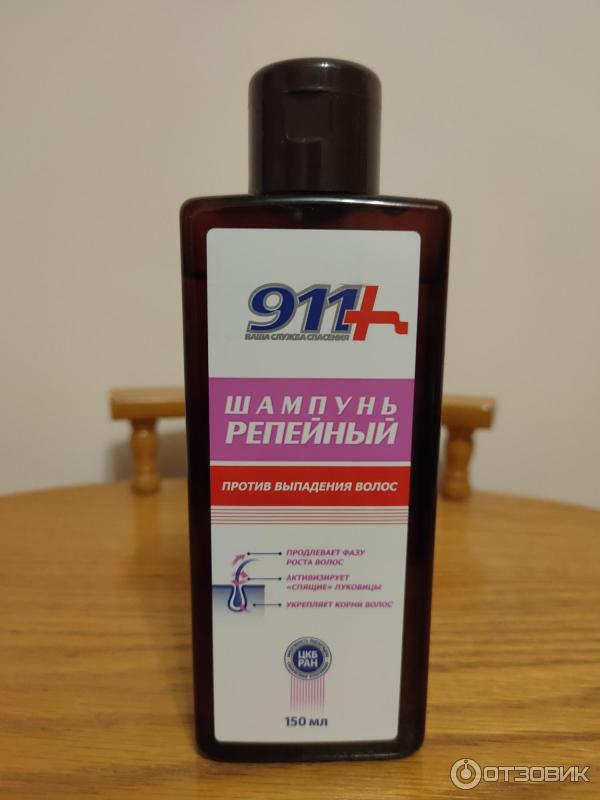 911+
ВАША СЛУЖБА СПАСЕНИЯ
ШАМПУНЬ
РЕПЕЙНЫЙ
ПРОТИВ ВЫПАДЕНИЯ ВОЛОС
ПРОДЛЕВАЕТ ФАЗУ
РОСТА ВОЛОС
АКТИВИЗИРУЕТ
«СПЯЩИЕ» ЛУКОВИЦЫ
УКРЕПЛЯЕТ КОРНИ ВОЛОС
ЦКБ
РАН
150 мл
ОТЗОВИК